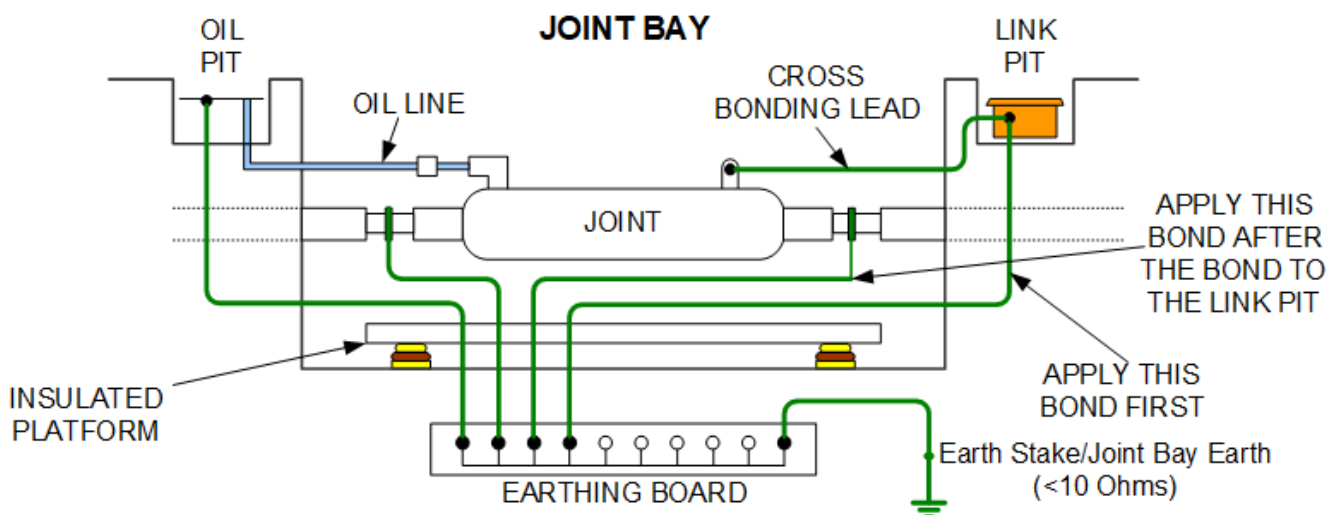 JOINT BAY
OIL
PIT
LINK
PIT
OIL LINE
CROSS
BONDING LEAD
JOINT
APPLY THIS
BOND AFTER
THE BOND TO
THE LINK PIT
INSULATED
PLATFORM
APPLY THIS
BOND FIRST
EARTHING BOARD
Earth Stake/Joint Bay Earth
(<10 Ohms)